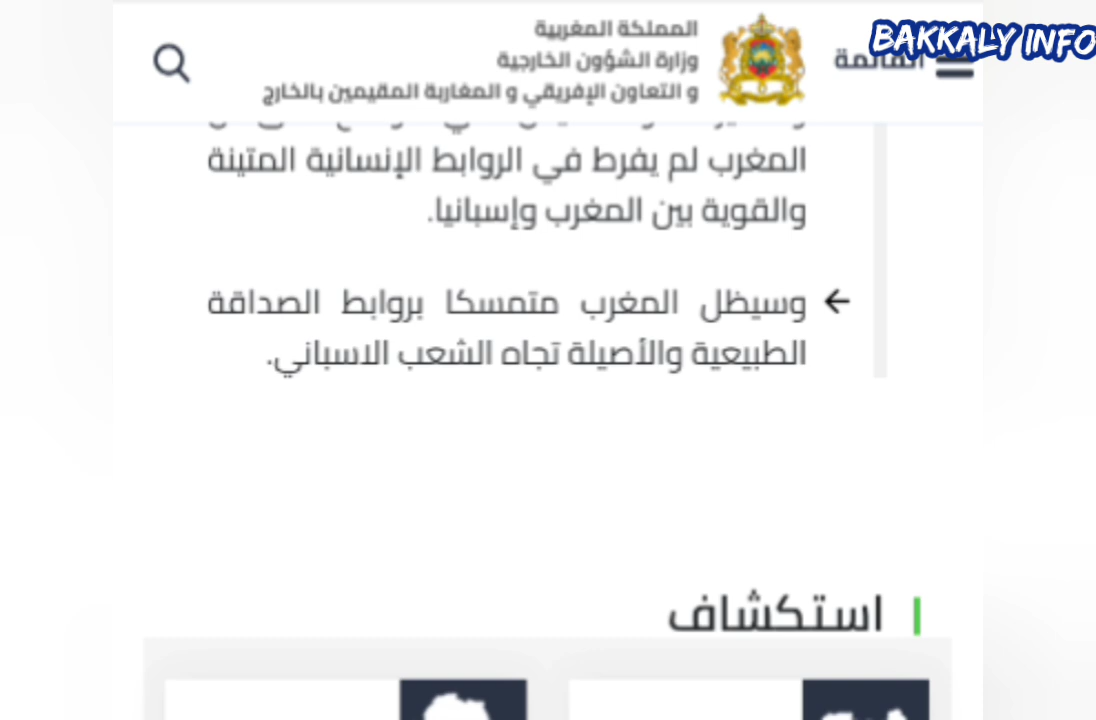 BAKKALY INFO
القائمة
المملكة المغربية
وزارة الشؤون الخارجية
و التعاون الإفريقي و المغاربة المقيمين بالخارج
المغرب لم يفرط في الروابط الإنسانية المتينة
والقوية بين المغرب وإسبانيا.
وسيظل المغرب متمسكا بروابط الصداقة
الطبيعية والأصيلة تجاه الشعب الاسباني.
استكشاف